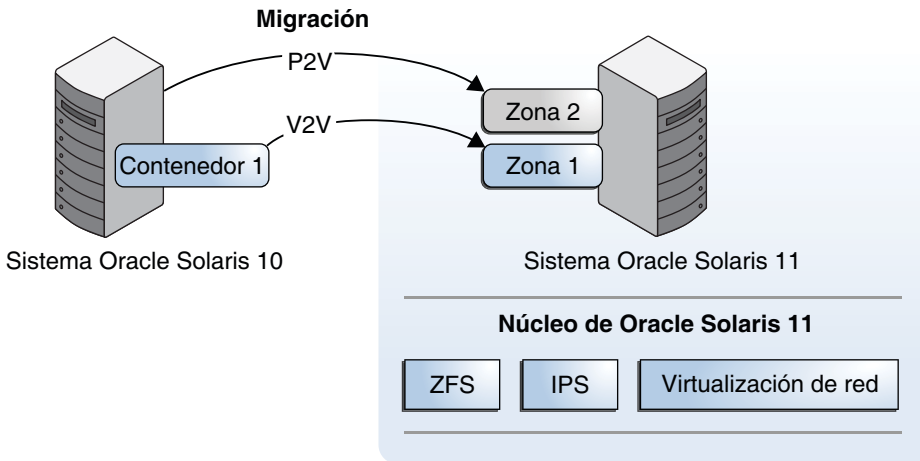 Migración
P2V
V2V
Zona 2
Contenedor 1
Zona 1
Sistema Oracle Solaris 10
Sistema Oracle Solaris 11
Núcleo de Oracle Solaris 11
ZFS
IPS
Virtualización de red